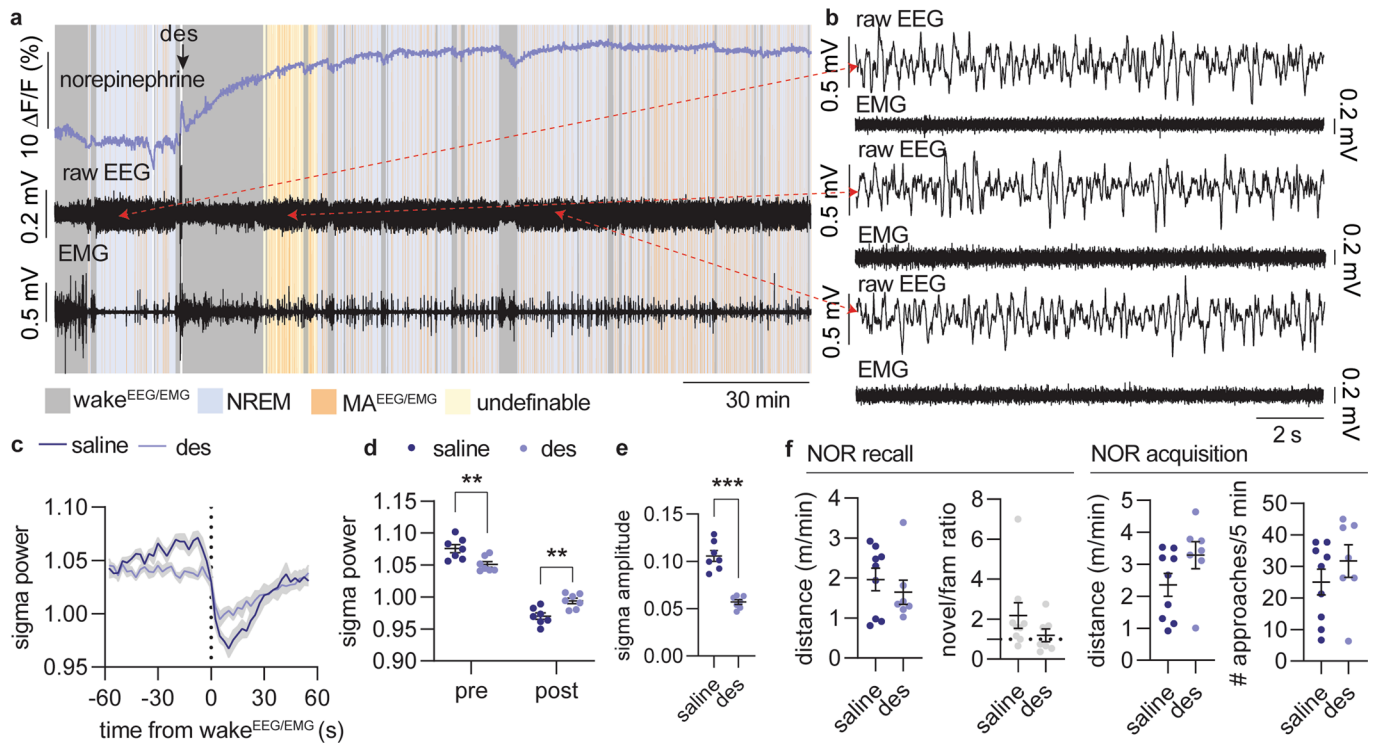 a
des
norepinephrine
10 ΔF/F (%)
raw EEG
0.2 mV
EMG
0.5 mV
wakeEEG/EMG
NREM
MAEEG/EMG
undefinable
30 min
b
raw EEG
0.5 mV
EMG
0.2 mV
raw EEG
0.5 mV
EMG
0.2 mV
raw EEG
0.5 mV
EMG
0.2 mV
2 s
c
saline
des
sigma power
1.10
1.05
1.00
0.95
-60 -30 0 30 60
time from wakeEEG/EMG (s)
d
saline
des
sigma power
1.15
1.10
1.05
1.00
0.95
0.90
**
**
pre
post
e
sigma amplitude
0.15
0.10
0.05
0.00
***
saline
des
f
NOR recall
distance (m/min)
4
3
2
1
0
saline
des
novel/fam ratio
8
6
4
2
0
saline
des
NOR acquisition
distance (m/min)
5
4
3
2
1
0
saline
des
# approaches/5 min
50
40
30
20
10
0
saline
des